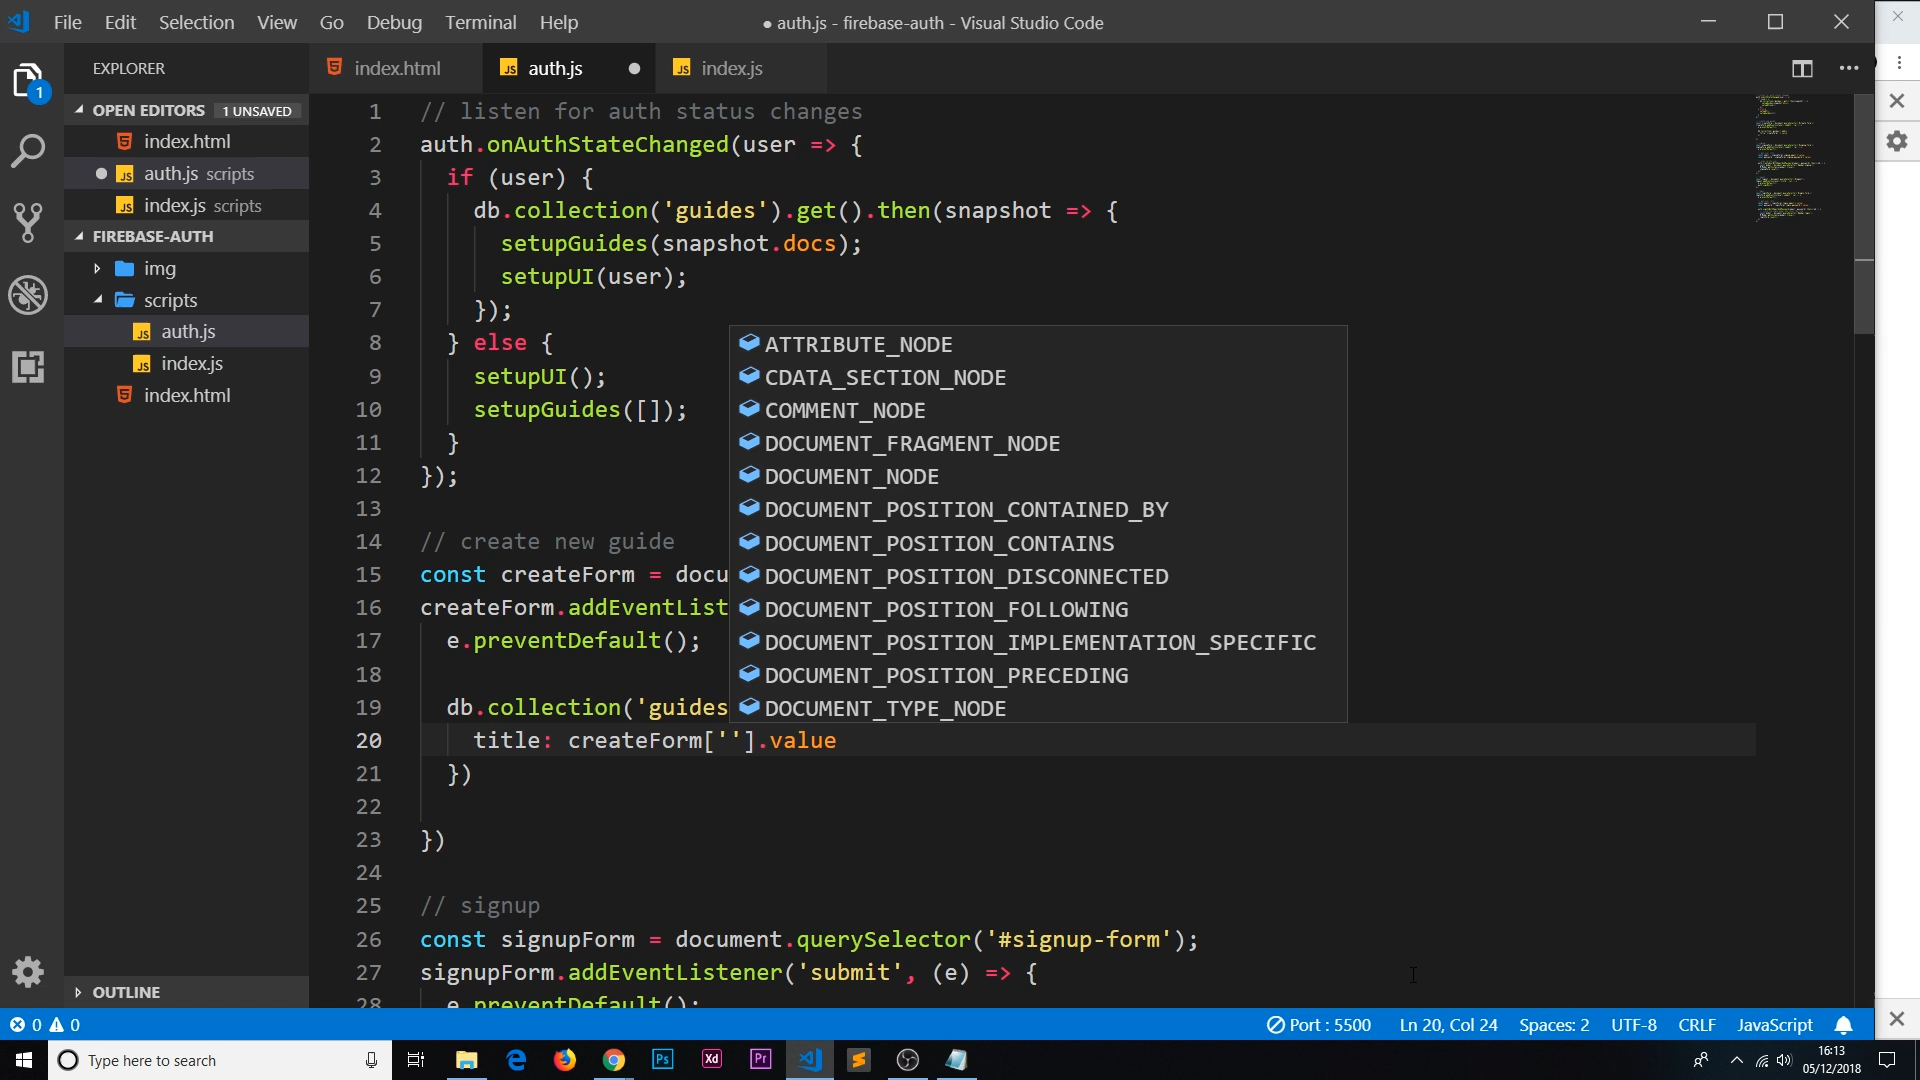 File Edit Selection View Go Debug Terminal Help
● auth.js - firebase-auth - Visual Studio Code
EXPLORER
index.html
auth.js
index.js
1
OPEN EDITORS 1 UNSAVED
index.html
auth.js scripts
index.js scripts
FIREBASE-AUTH
img
scripts
auth.js
index.js
index.html
OUTLINE
1 // listen for auth status changes
2 auth.onAuthStateChanged(user => {
3 if (user) {
4 db.collection('guides').get().then(snapshot => {
5 setupGuides(snapshot.docs);
6 setupUI(user);
7 });
8 } else {
9 setupUI();
10 setupGuides([]);
11 }
12 });
13
14 // create new guide
15 const createForm = docu
16 createForm.addEventList
17 e.preventDefault();
18
19 db.collection('guides
20 title: createForm[''].value
21 })
22
23 })
24
25 // signup
26 const signupForm = document.querySelector('#signup-form');
27 signupForm.addEventListener('submit', (e) => {
28 e.preventDefault();
ATTRIBUTE_NODE
CDATA_SECTION_NODE
COMMENT_NODE
DOCUMENT_FRAGMENT_NODE
DOCUMENT_NODE
DOCUMENT_POSITION_CONTAINED_BY
DOCUMENT_POSITION_CONTAINS
DOCUMENT_POSITION_DISCONNECTED
DOCUMENT_POSITION_FOLLOWING
DOCUMENT_POSITION_IMPLEMENTATION_SPECIFIC
DOCUMENT_POSITION_PRECEDING
DOCUMENT_TYPE_NODE
0 0
Port : 5500 Ln 20, Col 24 Spaces: 2 UTF-8 CRLF JavaScript
Type here to search
Ps
Xd
Pr
16:13
05/12/2018